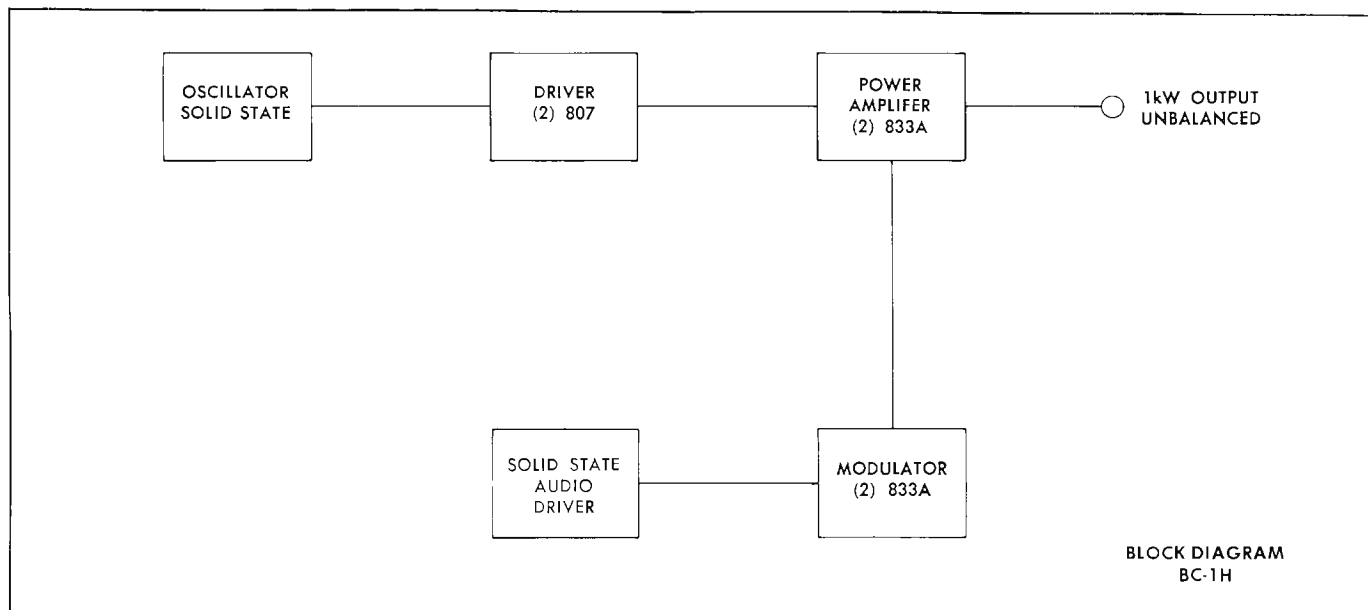 OSCILLATOR
SOLID STATE
DRIVER
(2) 807
POWER
AMPLIFER
(2) 833A
1kW OUTPUT
UNBALANCED
SOLID STATE
AUDIO
DRIVER
MODULATOR
(2) 833A
BLOCK DIAGRAM
BC-1H